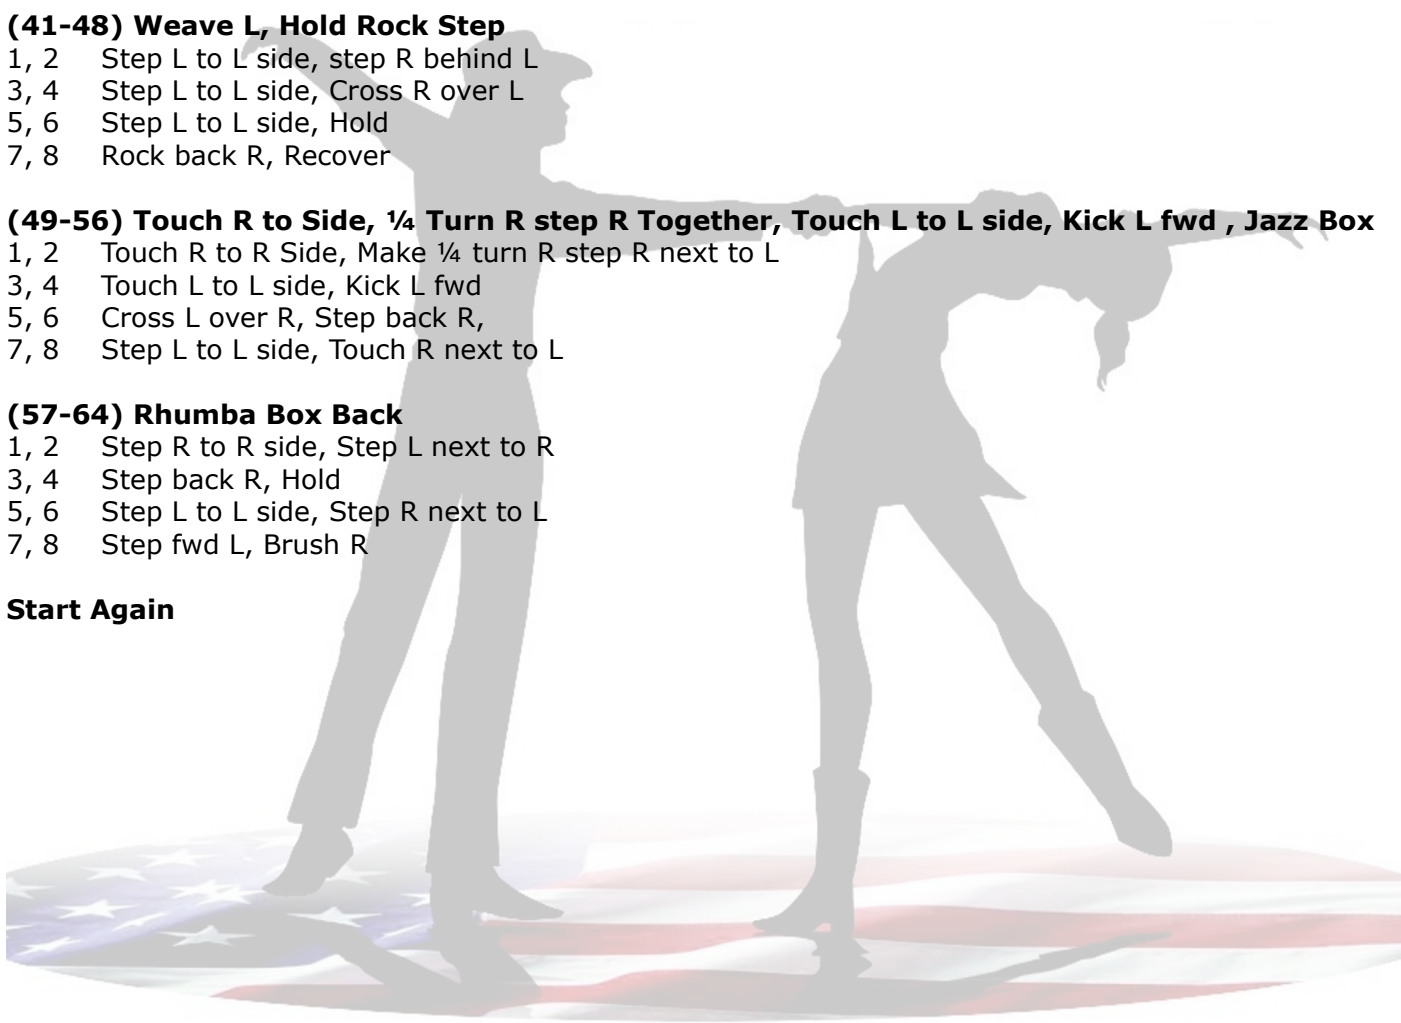 (41-48) Weave L, Hold Rock Step
1, 2 Step L to L side, step R behind L
3, 4 Step L to L side, Cross R over L
5, 6 Step L to L side, Hold
7, 8 Rock back R, Recover
(49-56) Touch R to Side, ¼ Turn R step R Together, Touch L to L side, Kick L fwd , Jazz Box
1, 2 Touch R to R Side, Make ¼ turn R step R next to L
3, 4 Touch L to L side, Kick L fwd
5, 6 Cross L over R, Step back R,
7, 8 Step L to L side, Touch R next to L
(57-64) Rhumba Box Back
1, 2 Step R to R side, Step L next to R
3, 4 Step back R, Hold
5, 6 Step L to L side, Step R next to L
7, 8 Step fwd L, Brush R
Start Again